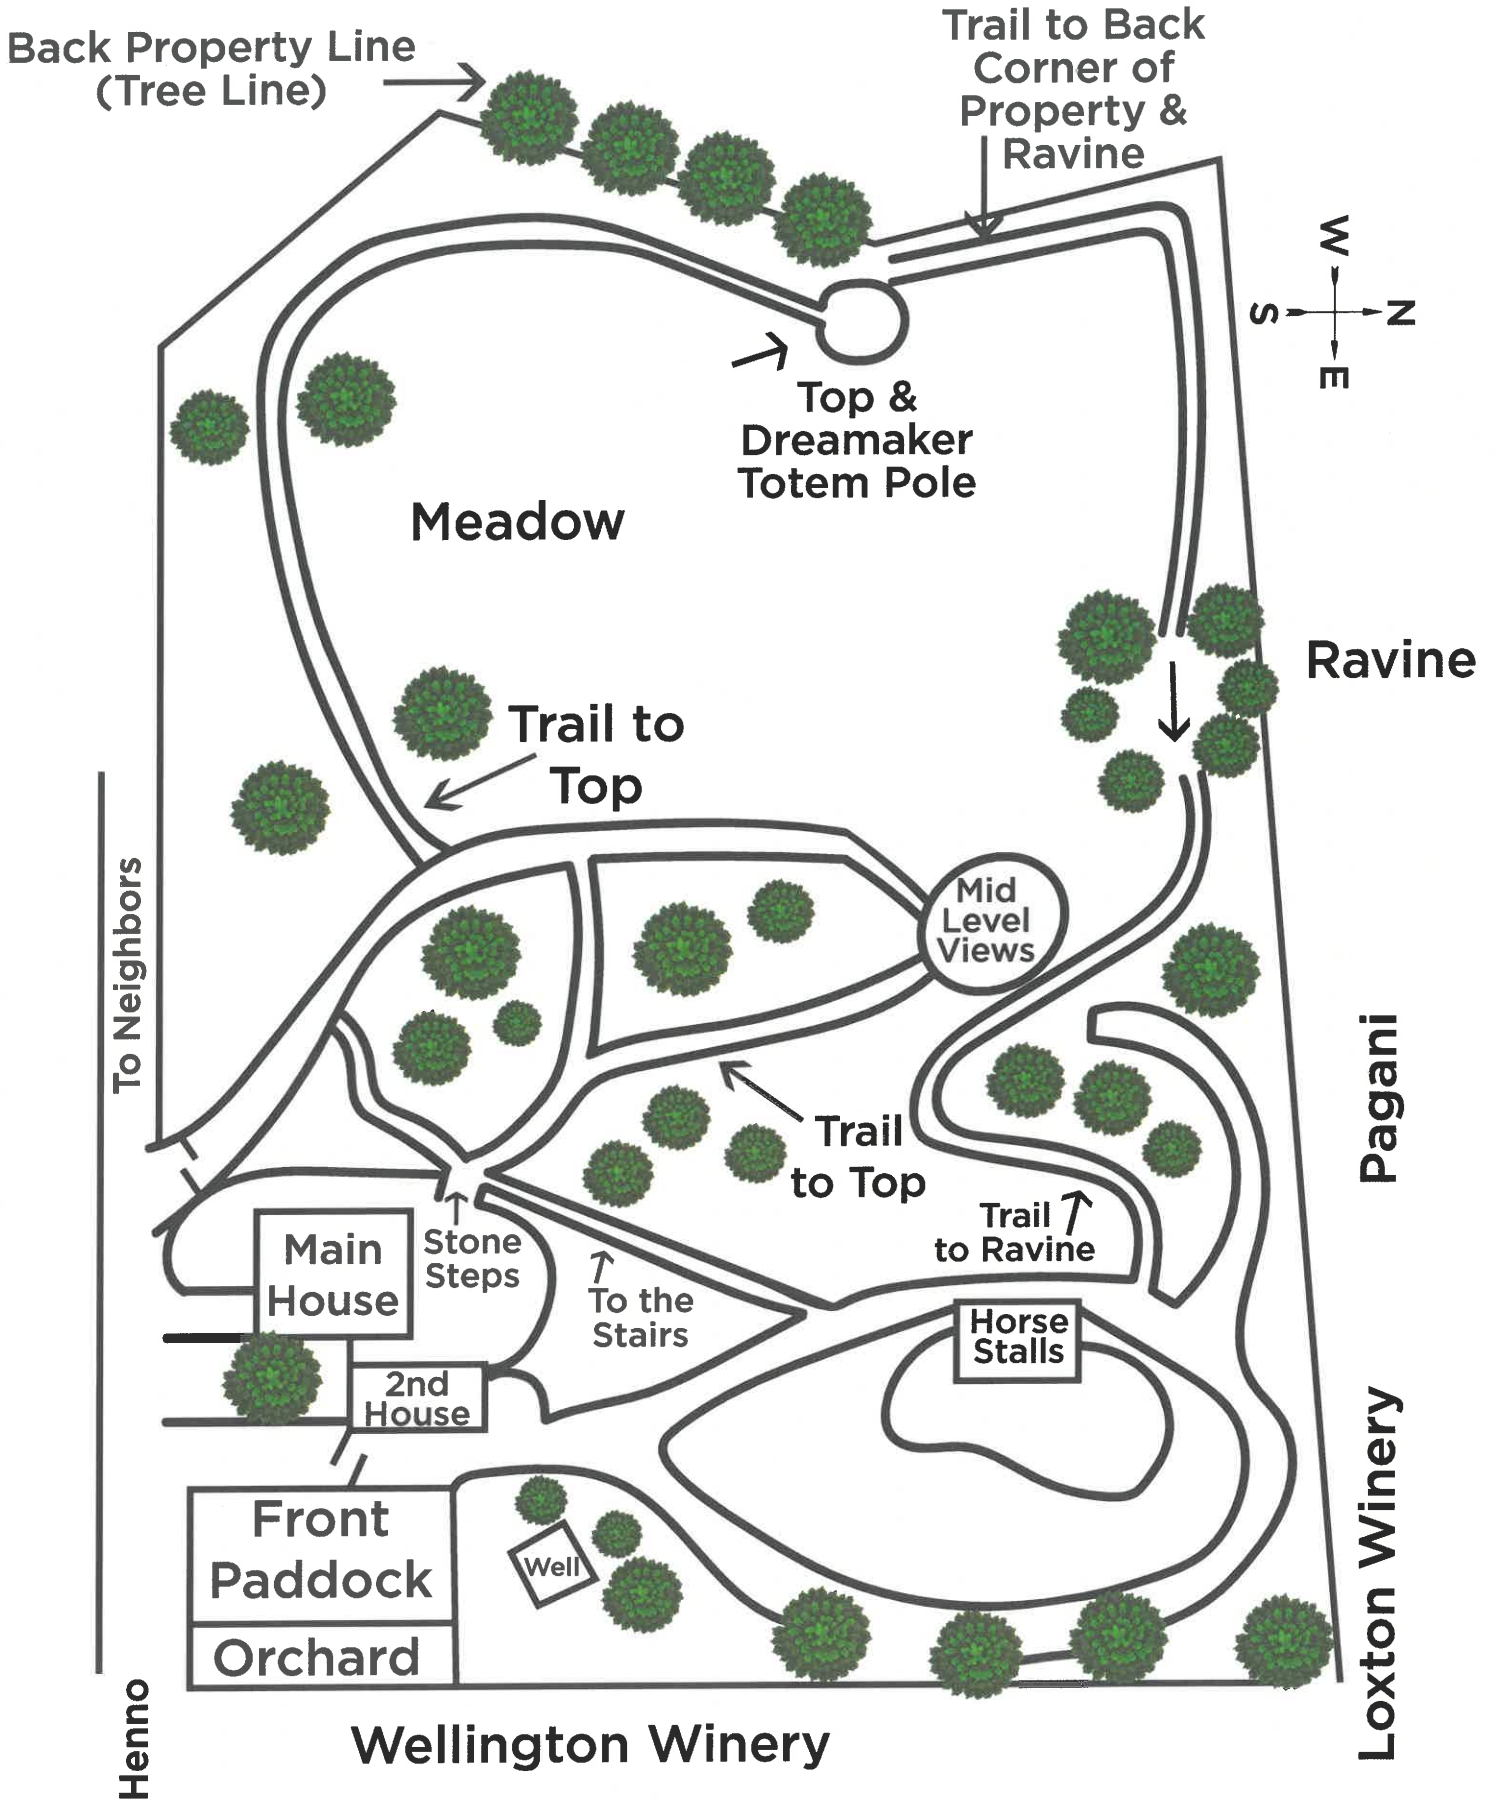 Back Property Line
(Tree Line)
Trail to Back
Corner of
Property &
Ravine
W
S
N
E
Top &
Dreamaker
Totem Pole
Meadow
Ravine
Trail to
Top
To Neighbors
Mid
Level
Views
Pagani
Trail
to Top
Trail
to Ravine
Main
House
Stone
Steps
To the
Stairs
Horse
Stalls
2nd
House
Front
Paddock
Well
Orchard
Loxton Winery
Henno
Wellington Winery